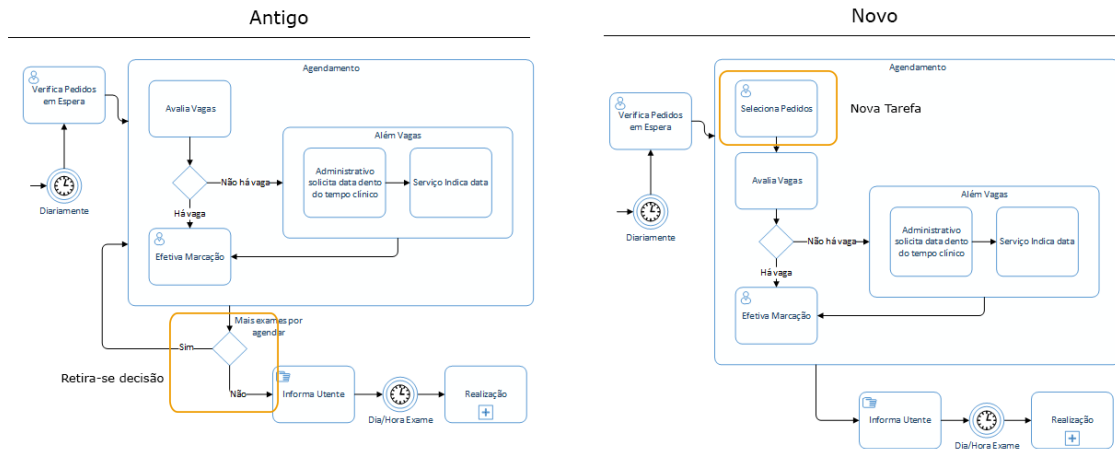 Antigo
Agendamento
Verifica Pedidos
em Espera
Diariamente
Avalia Vagas
Não há vaga
Há vaga
Efetiva Marcação
Além Vagas
Administrativo
solicita data dento
do tempo clínico
Serviço Indica data
Mais exames por
agendar
Sim
Não
Retira-se decisão
Informa Utente
Dia/Hora Exame
Realização
Novo
Agendamento
Seleciona Pedidos
Nova Tarefa
Verifica Pedidos
em Espera
Diariamente
Avalia Vagas
Não há vaga
Há vaga
Efetiva Marcação
Além Vagas
Administrativo
solicita data dento
do tempo clínico
Serviço Indica data
Informa Utente
Dia/Hora Exame
Realização